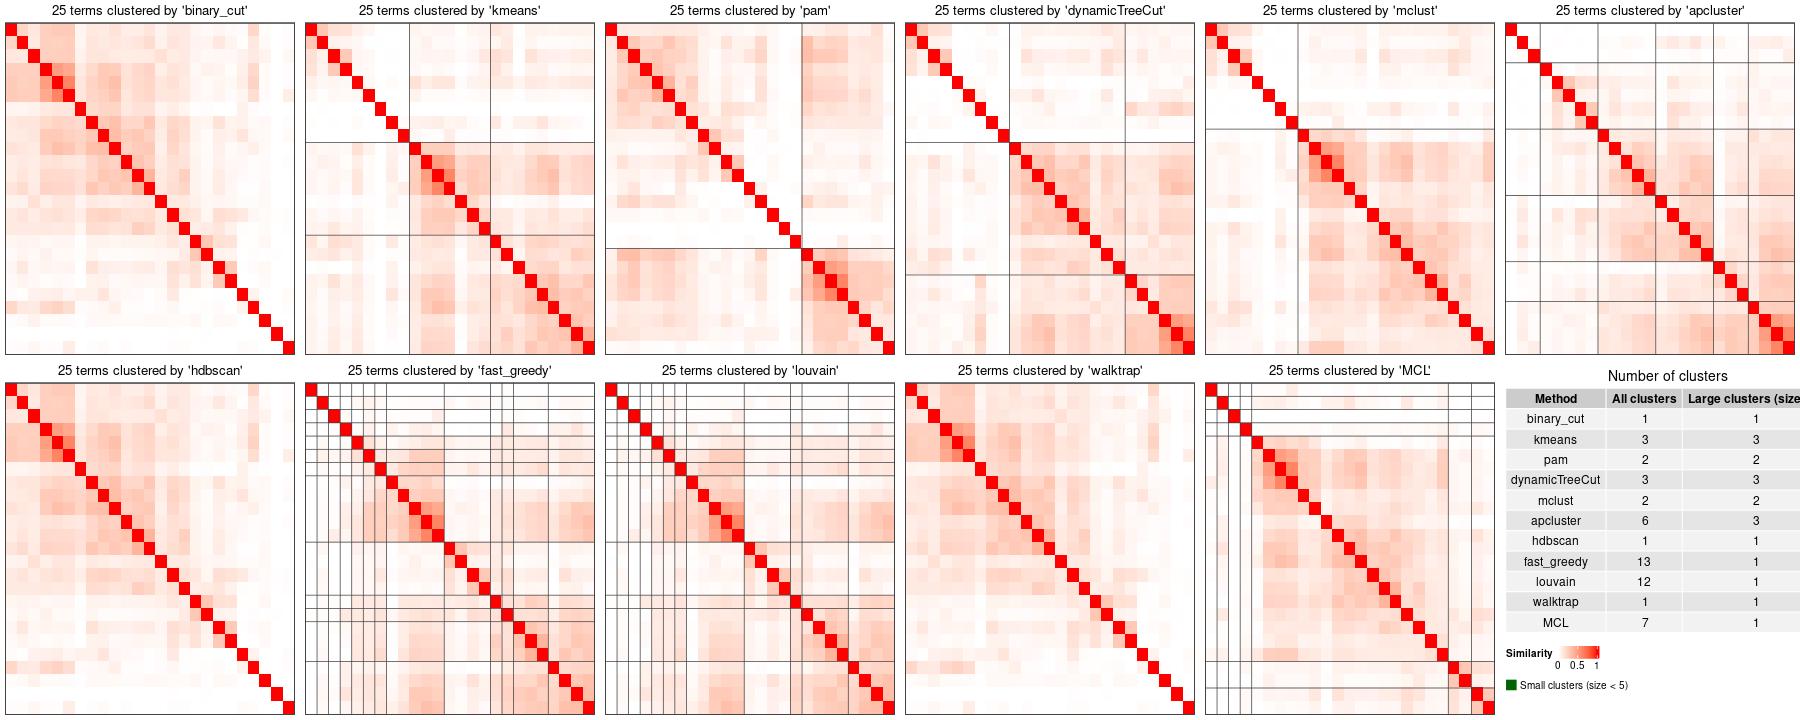 25 terms clustered by 'binary_cut'
25 terms clustered by 'kmeans'
25 terms clustered by 'pam'
25 terms clustered by 'dynamicTreeCut'
25 terms clustered by 'mclust'
25 terms clustered by 'apcluster'
25 terms clustered by 'hdbscan'
25 terms clustered by 'fast_greedy'
25 terms clustered by 'louvain'
25 terms clustered by 'walktrap'
25 terms clustered by 'MCL'
Number of clusters
Method All clusters Large clusters (size
binary_cut 1 1
kmeans 3 3
pam 2 2
dynamicTreeCut 3 3
mclust 2 2
apcluster 6 3
hdbscan 1 1
fast_greedy 13 1
louvain 12 1
walktrap 1 1
MCL 7 1
Similarity
0 0.5 1
Small clusters (size < 5)